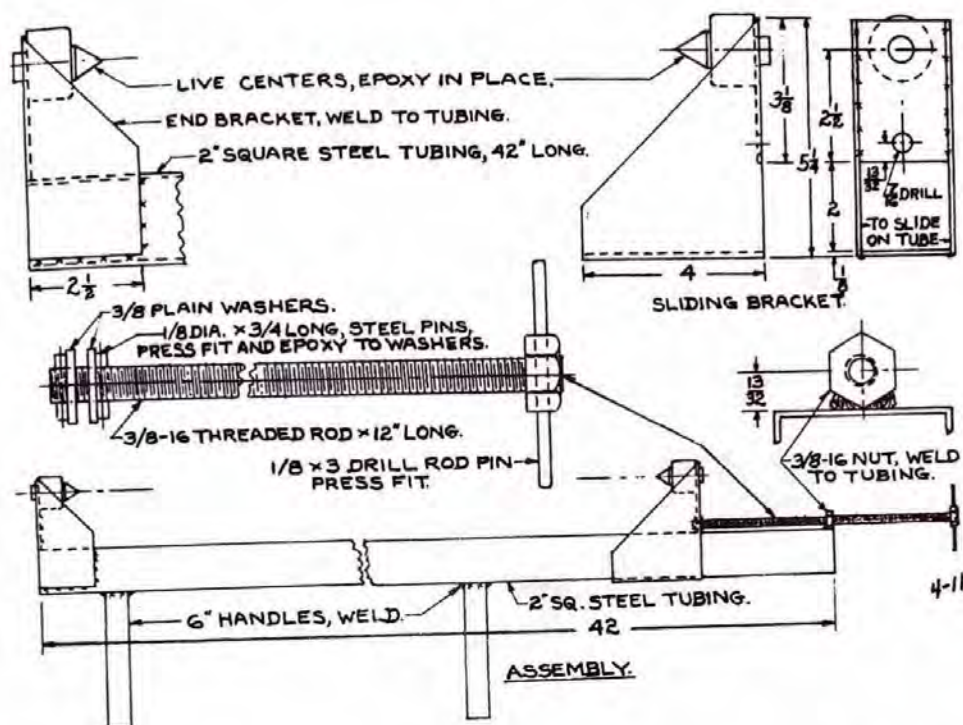 LIVE CENTERS, EPOXY IN PLACE.
END BRACKET, WELD TO TUBING.
2" SQUARE STEEL TUBING, 42" LONG.
2 1/2
3 1/8
5 1/4
2 1/2
13/32
7/16 DRILL
2
TO SLIDE
ON TUBE
1/8
4
SLIDING BRACKET.
3/8 PLAIN WASHERS.
1/8 DIA. × 3/4 LONG, STEEL PINS,
PRESS FIT AND EPOXY TO WASHERS.
3/8-16 THREADED ROD × 12" LONG.
1/8 × 3 DRILL ROD PIN
PRESS FIT.
13/32
3/8-16 NUT, WELD
TO TUBING.
6" HANDLES, WELD.
2" SQ. STEEL TUBING.
42
ASSEMBLY.